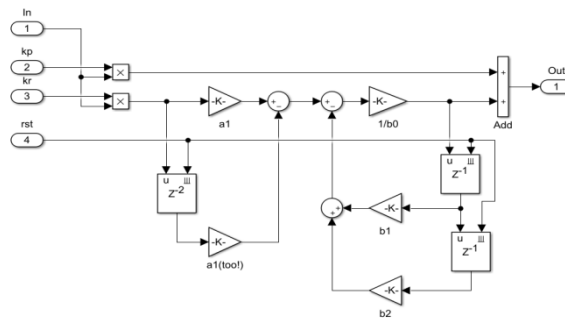 In
1
kp
2
×
kr
3
×
rst
4
-K-
a1
+
-
+
-
-K-
1/b0
+
+
Add
Out
1
u
Z-2
-K-
a1(too!)
u
Z-1
+
+
-K-
b1
u
Z-1
-K-
b2